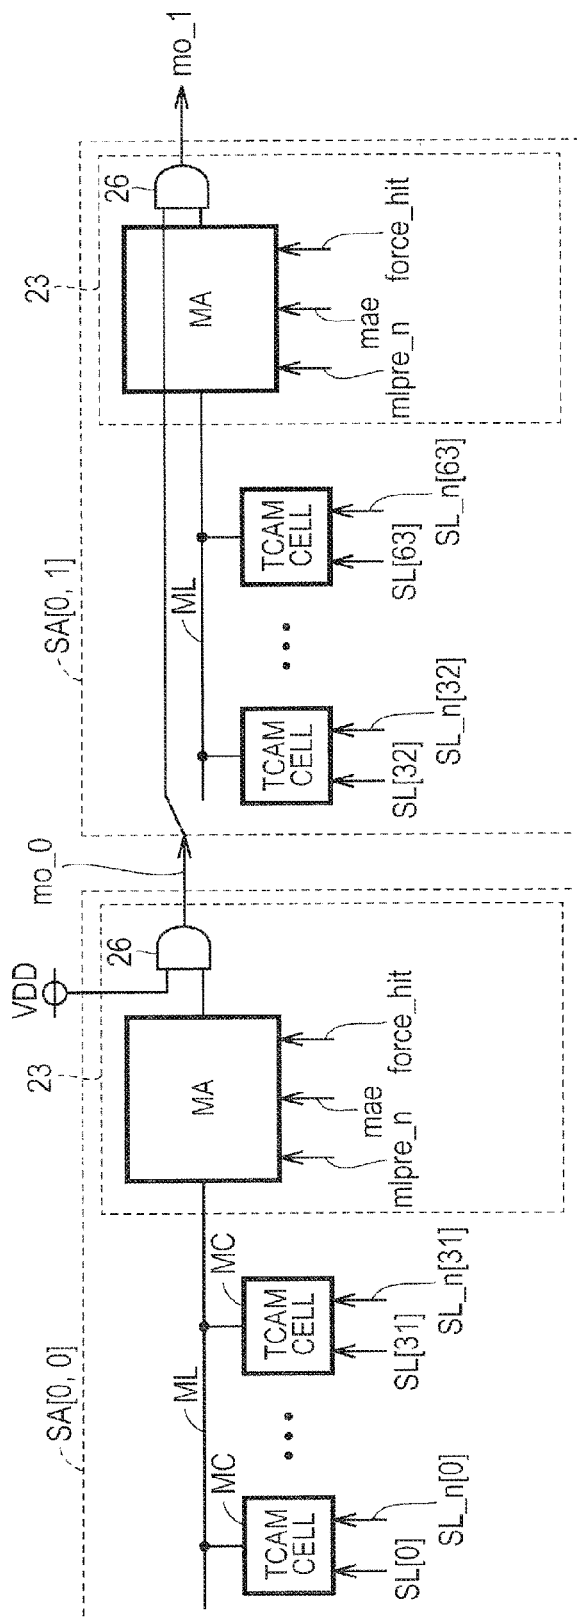 SA[0, 0]
23
VDD
26
mo_0
ML
MC
MC
MA
TCAM
CELL
TCAM
CELL
SL[0]
SL_n[0]
SL[31]
SL_n[31]
mlpre_n
mae
force_hit
SA[0, 1]
23
26
mo_1
ML
MA
TCAM
CELL
TCAM
CELL
SL[32]
SL_n[32]
SL[63]
SL_n[63]
mlpre_n
mae
force_hit